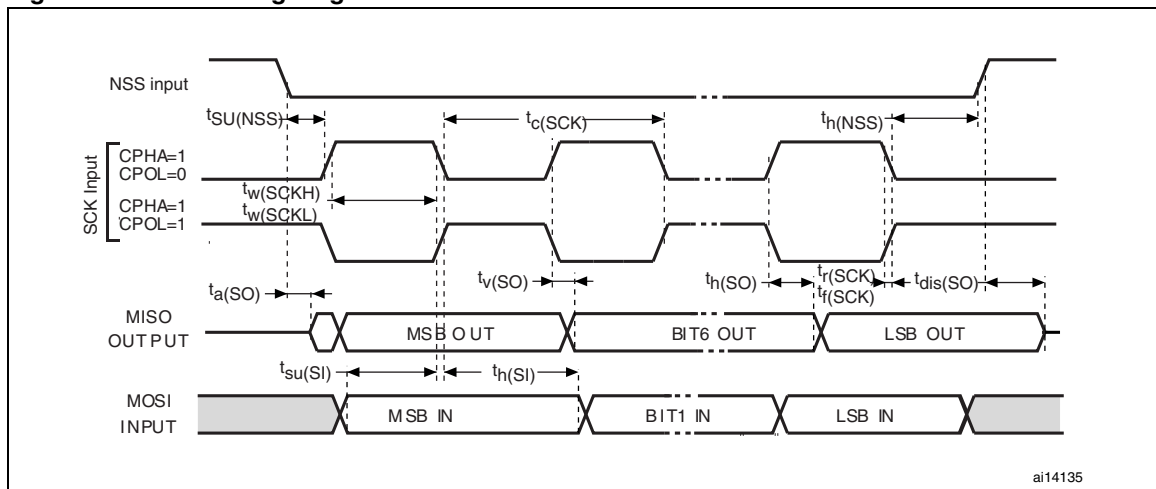 NSS input
tSU(NSS)
tc(SCK)
th(NSS)
SCK Input
CPHA=1
CPOL=0
tw(SCKH)
tw(SCKL)
CPHA=1
CPOL=1
ta(SO)
tv(SO)
th(SO)
tr(SCK)
tf(SCK)
tdis(SO)
MISO
OUTPUT
MSB OUT
BIT6 OUT
LSB OUT
tsu(SI)
th(SI)
MOSI
INPUT
MSB IN
BIT1 IN
LSB IN
ai14135